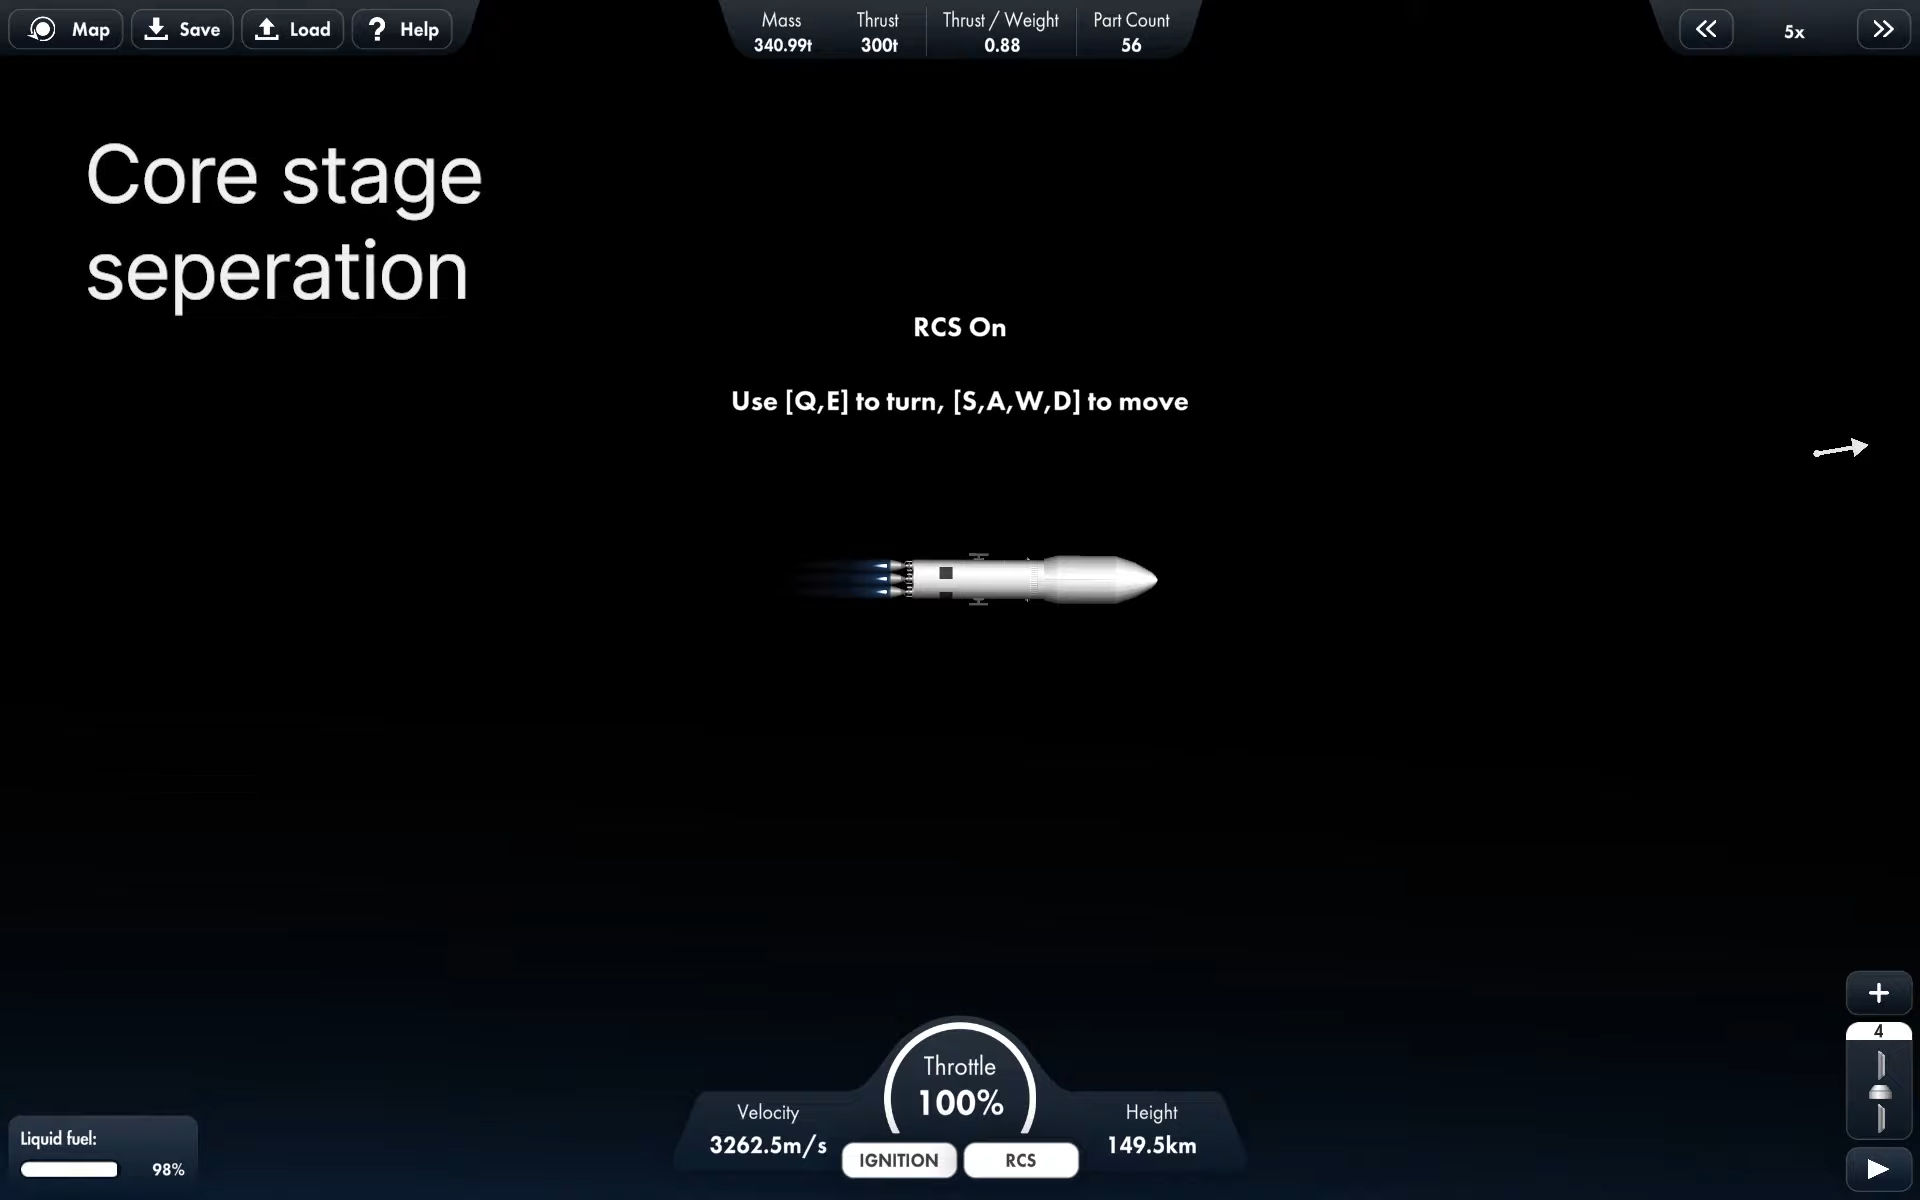 Map
Save
Load
Help
Mass
340.99t
Thrust
300t
Thrust / Weight
0.88
Part Count
56
5x
Core stage
seperation
RCS On
Use [Q,E] to turn, [S,A,W,D] to move
4
Throttle
100%
Velocity
3262.5m/s
Height
149.5km
IGNITION
RCS
Liquid fuel:
98%